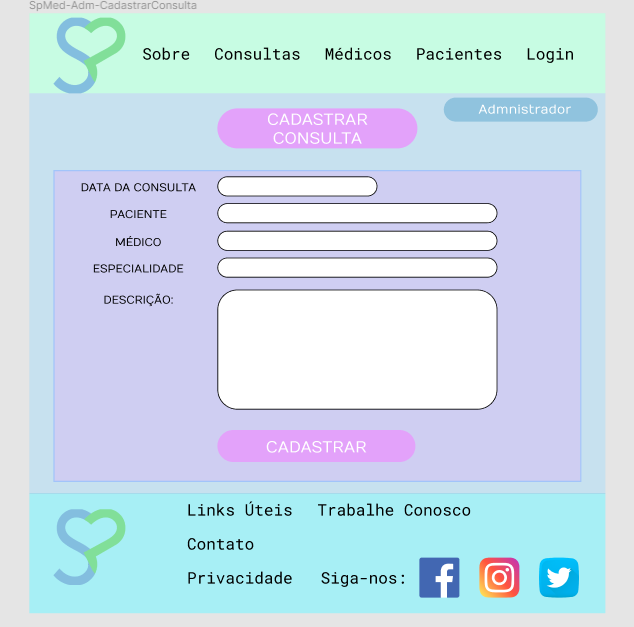 SpMed-Adm-CadastrarConsulta
Sobre Consultas Médicos Pacientes Login
Admnistrador
CADASTRAR
CONSULTA
DATA DA CONSULTA
PACIENTE
MÉDICO
ESPECIALIDADE
DESCRIÇÃO:
CADASTRAR
Links Úteis Trabalhe Conosco
Contato
Privacidade Siga-nos: